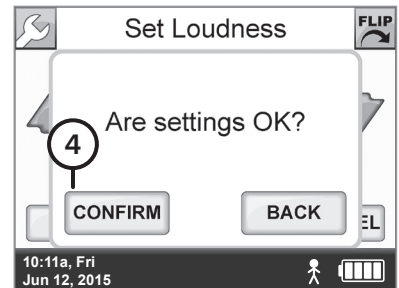 Set Loudness
FLIP
Are settings OK?
4
CONFIRM
BACK
EL
10:11a, Fri
Jun 12, 2015